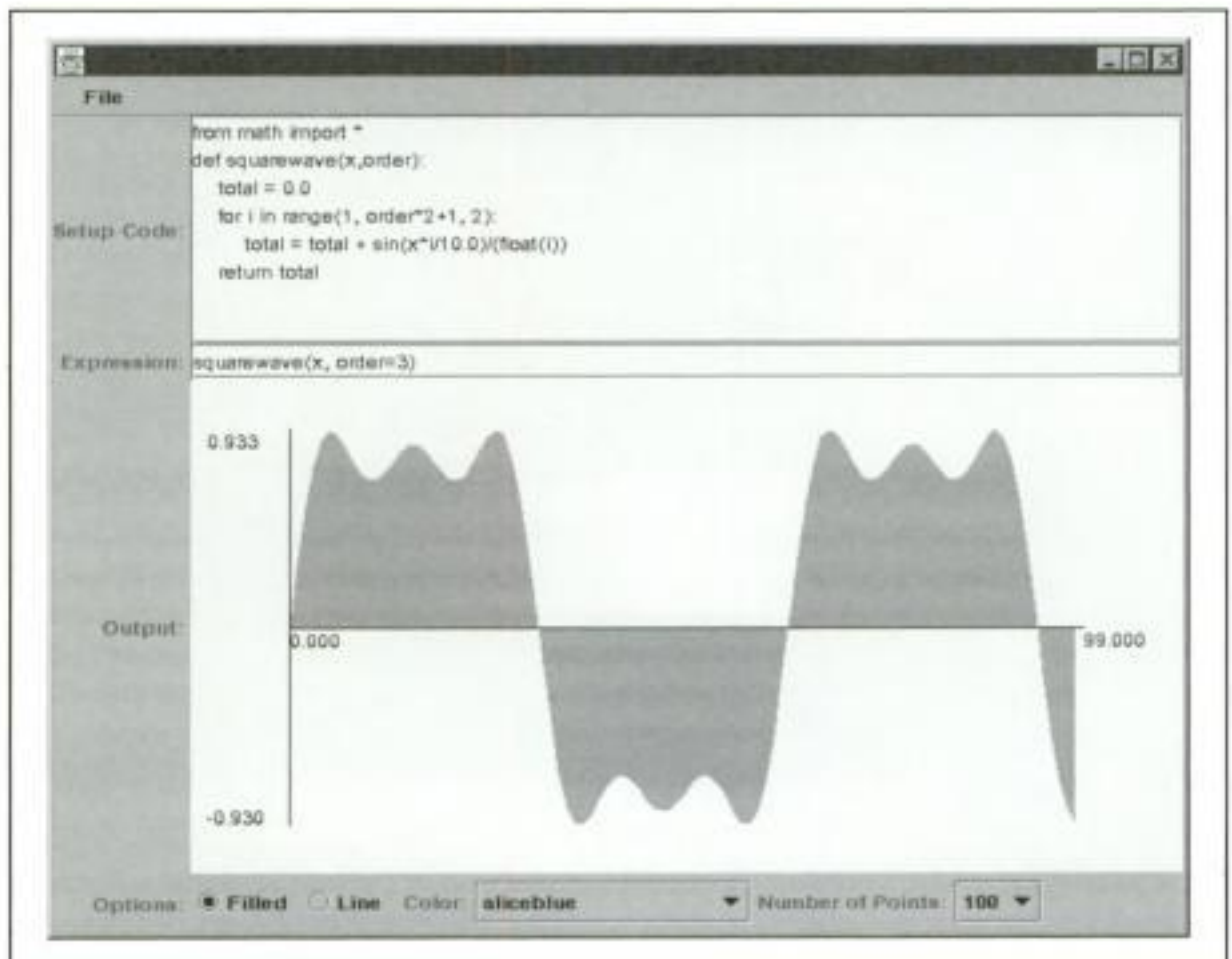 File
Setup Code:
from math import *
def squarewave(x,order):
total = 0.0
for i in range(1, order*2+1, 2):
total = total + sin(x*i/10.0)/(float(i))
return total
Expression: squarewave(x, order=3)
0.933
Output:
0.000
99.000
-0.930
Options: Filled Line Color: aliceblue Number of Points: 100